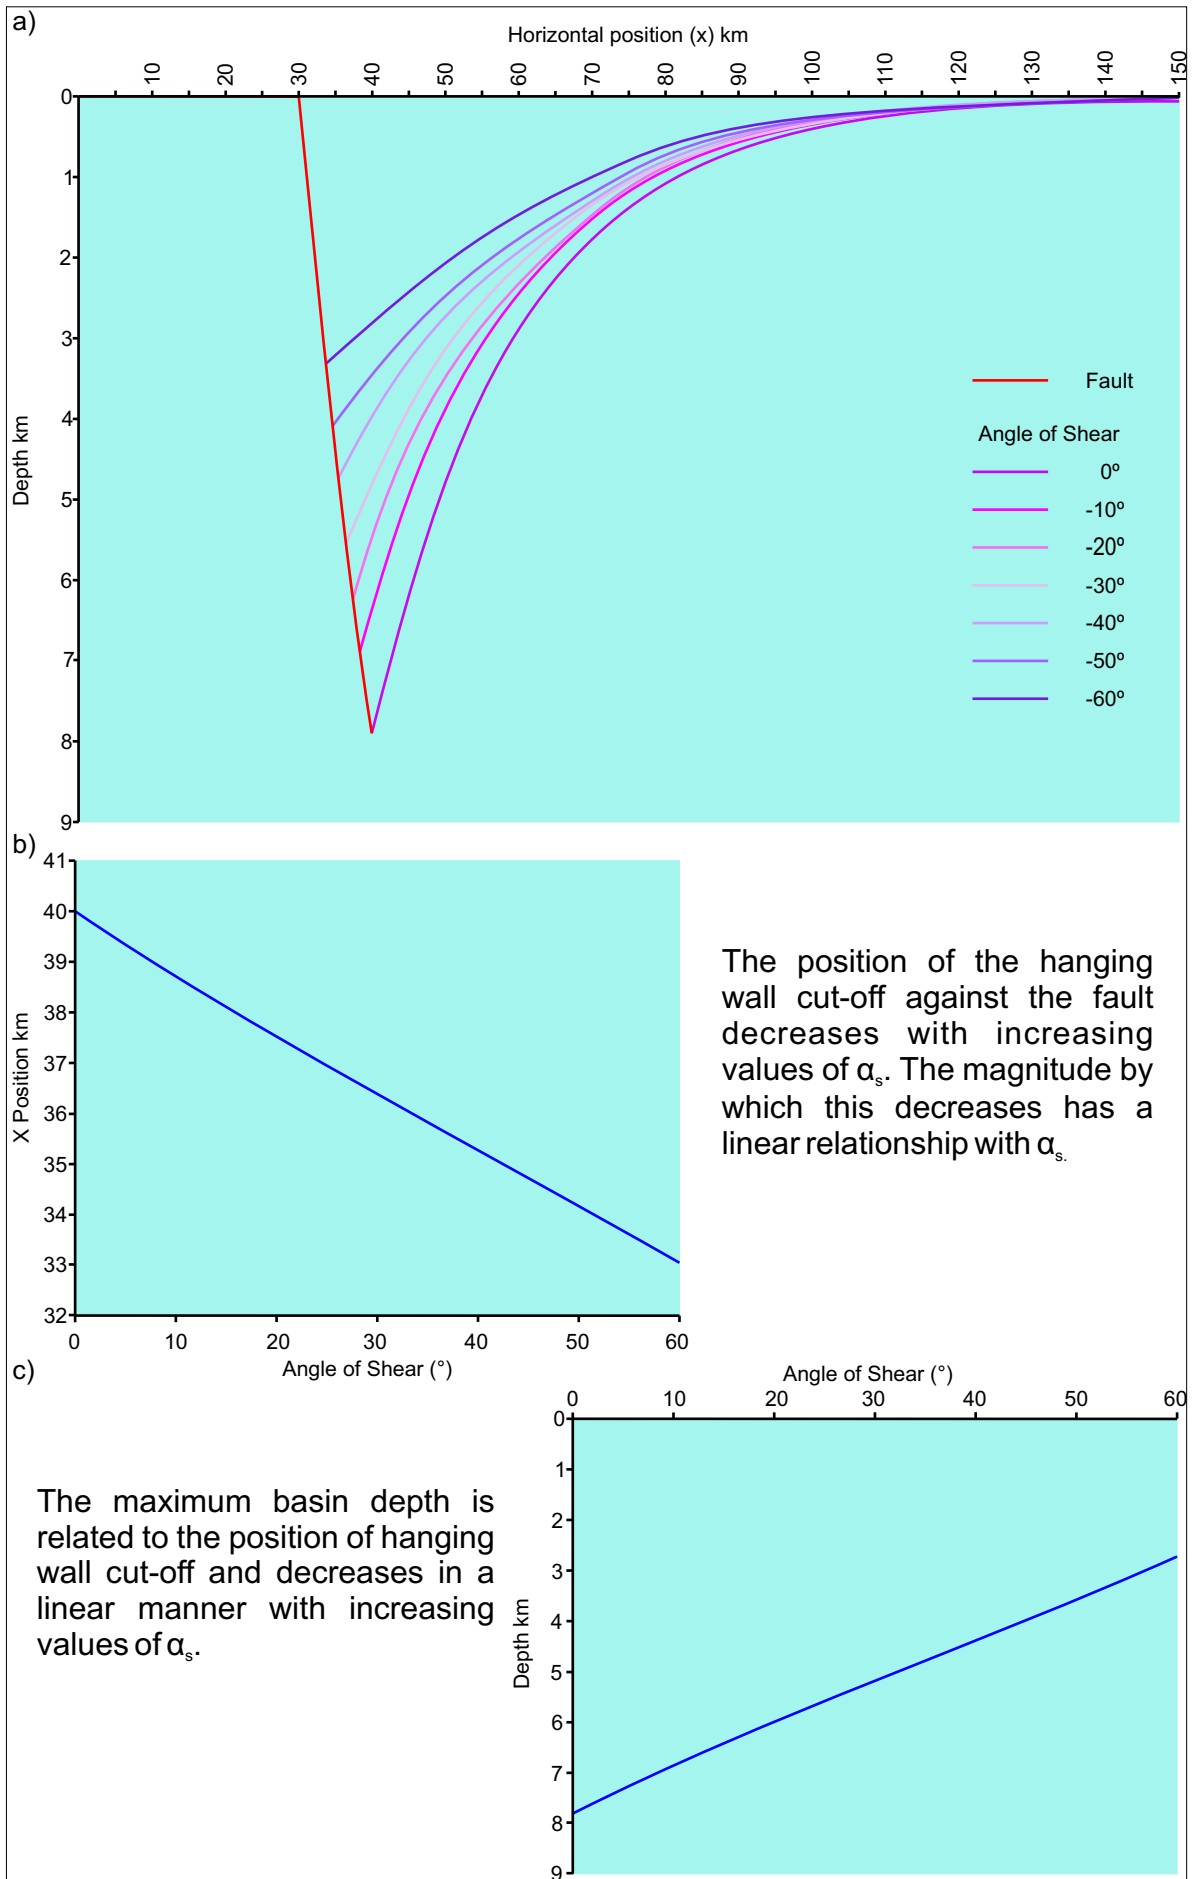 a)
Horizontal position (x) km
10 20 30 40 50 60 70 80 90 100 110 120 130 140 150
0
1
2
3
4
5
6
7
8
9
Depth km
Fault
Angle of Shear
0º
-10º
-20º
-30º
-40º
-50º
-60º
b)
41
40
39
38
37
36
35
34
33
32
X Position km
0 10 20 30 40 50 60
Angle of Shear (°)
The position of the hanging
wall cut-off against the fault
decreases with increasing
values of αs. The magnitude by
which this decreases has a
linear relationship with αs.
c)
Angle of Shear (°)
0 10 20 30 40 50 60
0
1
2
3
4
5
6
7
8
9
Depth km
The maximum basin depth is
related to the position of hanging
wall cut-off and decreases in a
linear manner with increasing
values of αs.